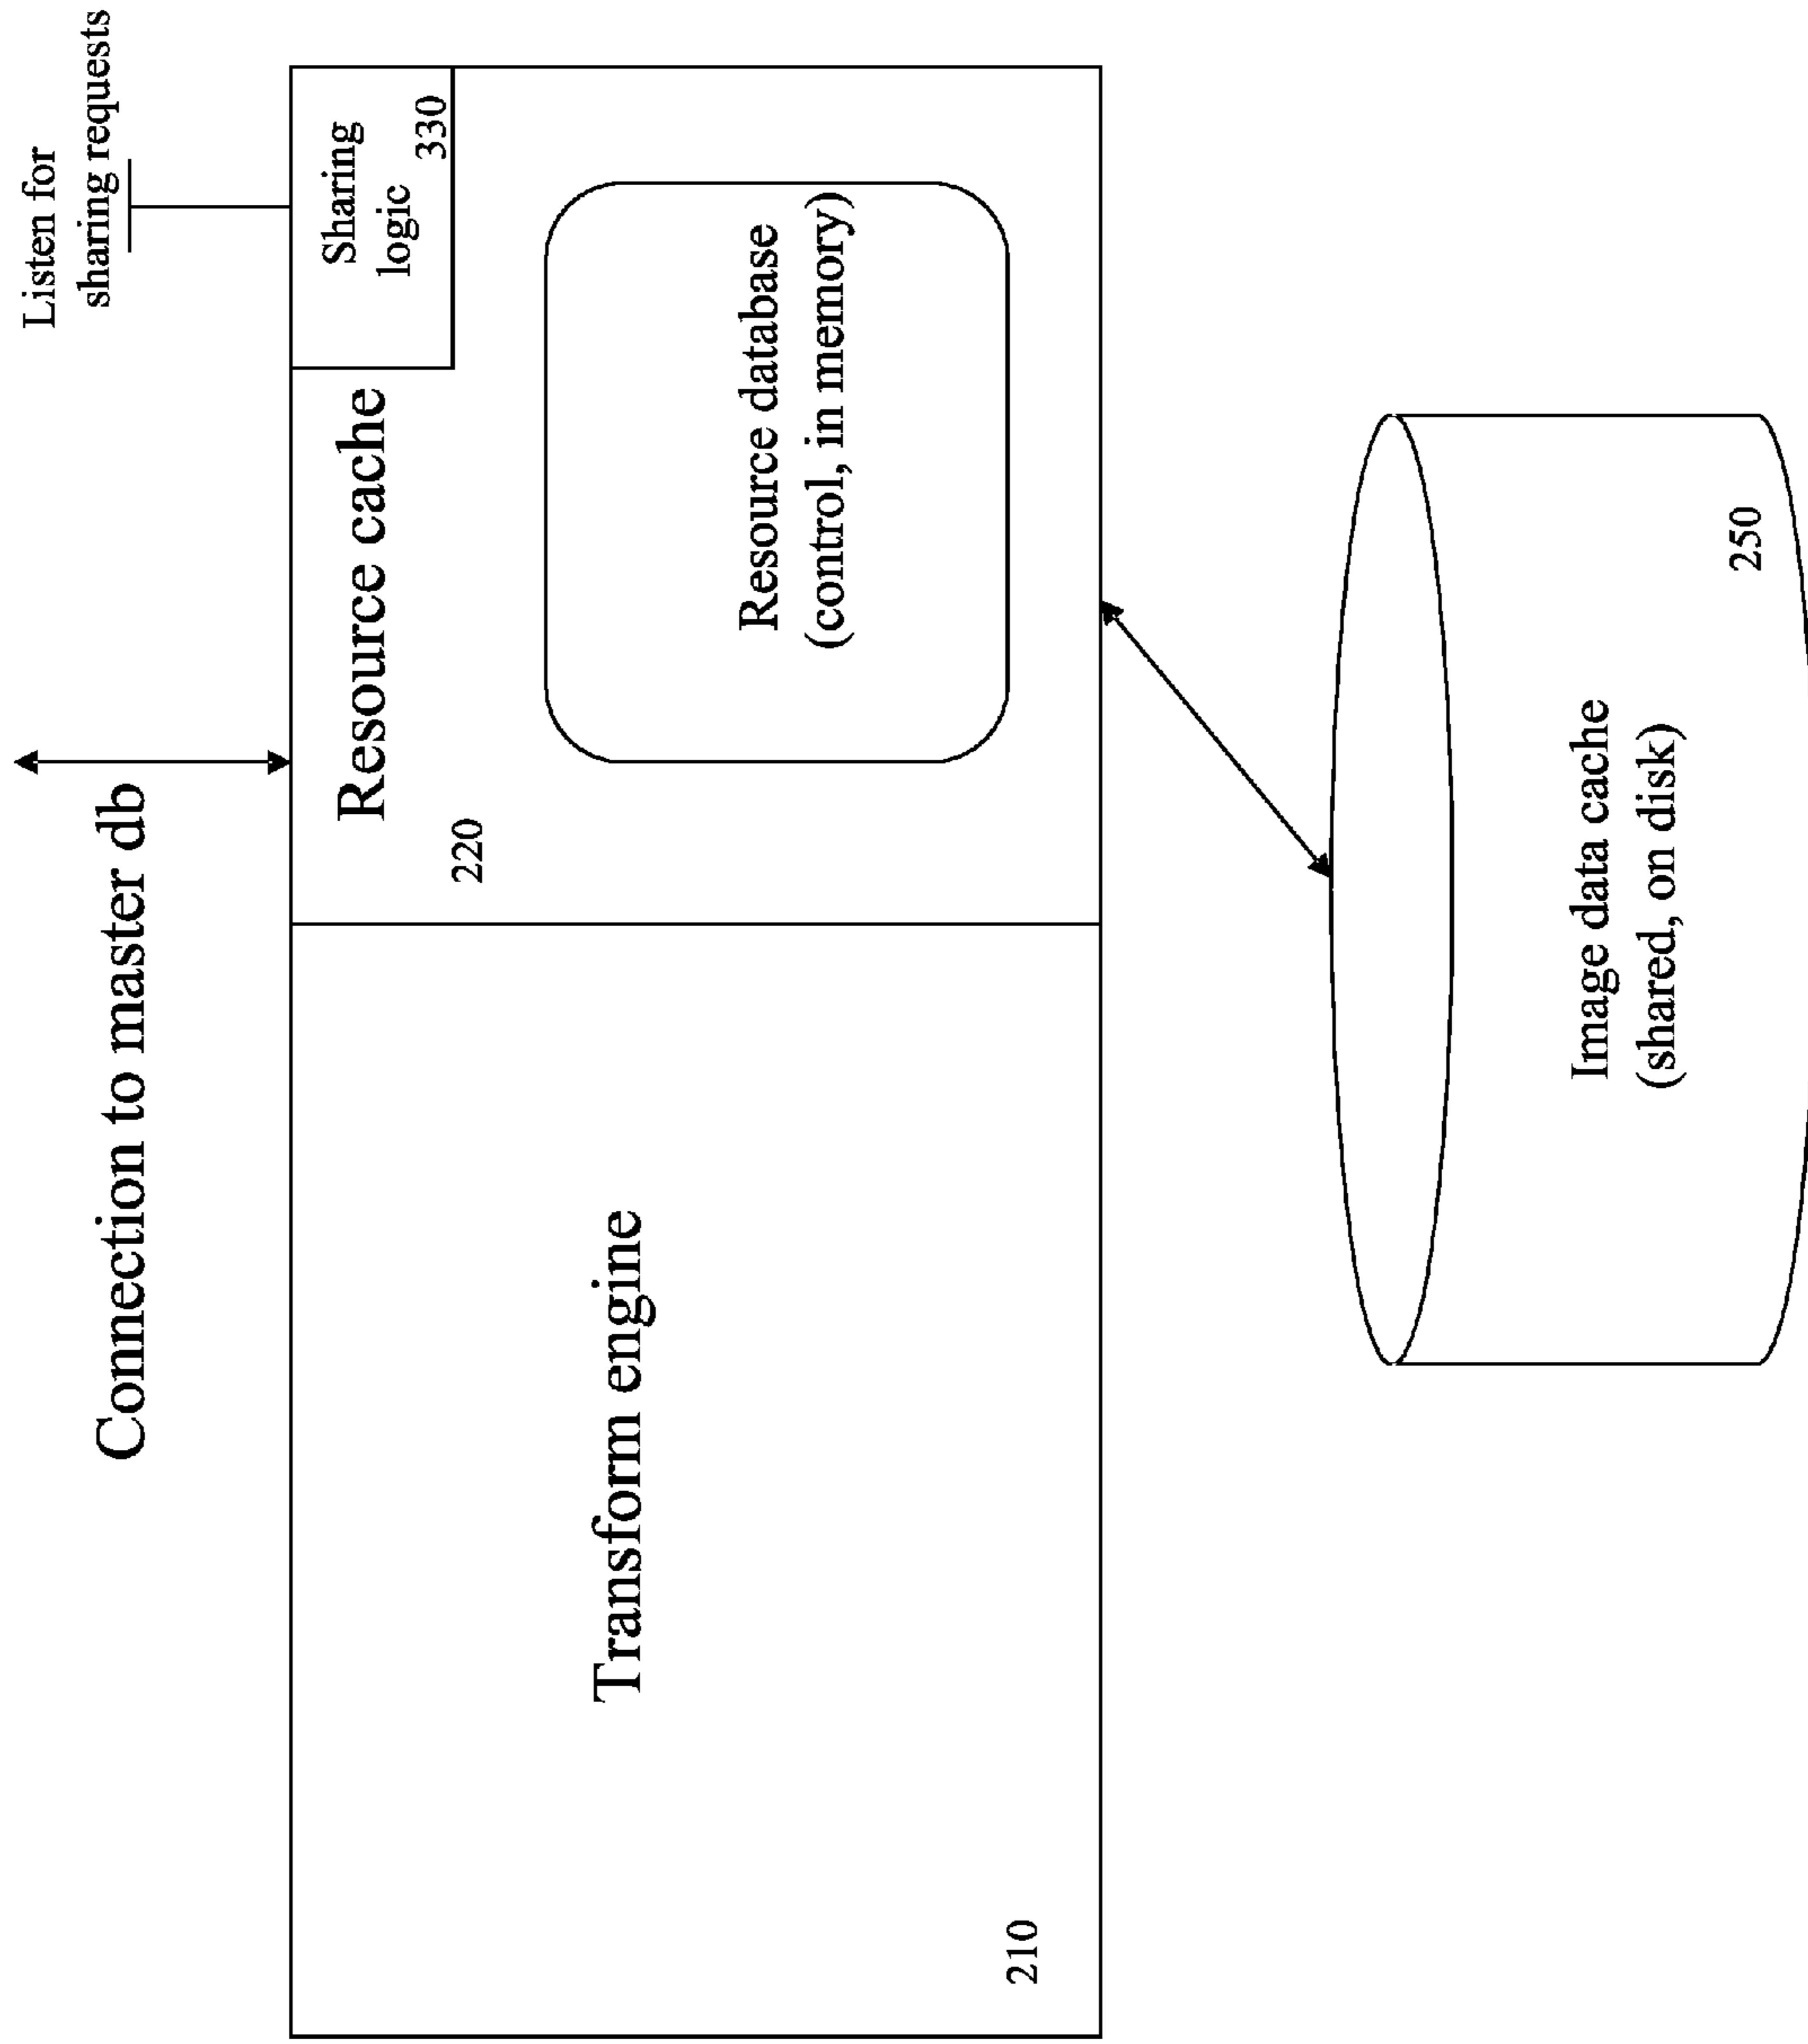 Connection to master db
Listen for
sharing requests
Transform engine
210
Resource cache
220
Sharing
logic
330
Resource database
(control, in memory)
Image data cache
(shared, on disk)
250